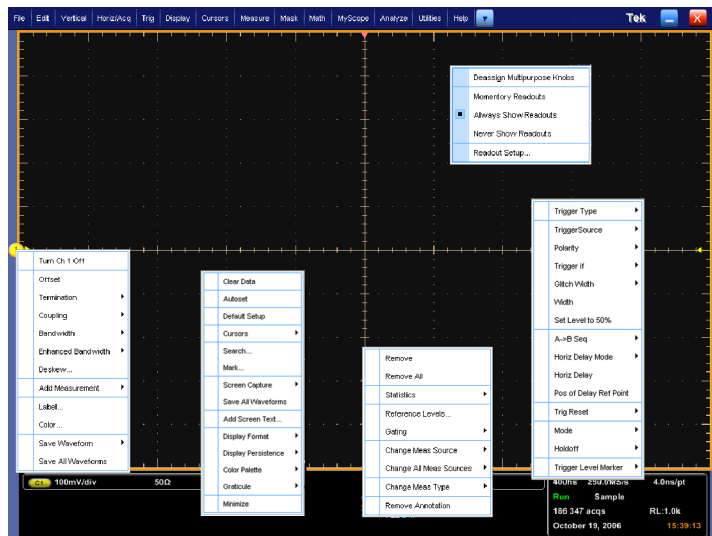 File Edit Vertical Horiz/Acq Trig Display Cursors Measure Mask Math MyScope Analyze Utilities Help Tek
Deassign Multipurpose Knobs
Momentory Readouts
Always Show Readouts
Never Show Readouts
Readout Setup...
Trigger Type
TriggerSource
Polarity
Trigger if
Glitch Width
Width
Set Level to 50%
A->B Seq
Horiz Delay Mode
Horiz Delay
Pos of Delay Ref Point
Trig Reset
Mode
Holdoff
Trigger Level Marker
Turn Ch 1 Off
Offset
Termination
Coupling
Bandwidth
Enhanced Bandwidth
Deskew...
Add Measurement
Label...
Color...
Save Waveform
Save All Waveforms
Clear Data
Autoset
Default Setup
Cursors
Search...
Mark...
Screen Capture
Save All Waveforms
Add Screen Text...
Display Format
Display Persistence
Color Palette
Graticule
Minimize
Remove
Remove All
Statistics
Reference Levels...
Gating
Change Meas Source
Change All Meas Sources
Change Meas Type
Remove Annotation
C1 100mV/div 50Ω
400ns 250.0MS/s 4.0ns/pt
Run Sample
186 347 acqs RL:1.0k
October 19, 2006 15:39:13